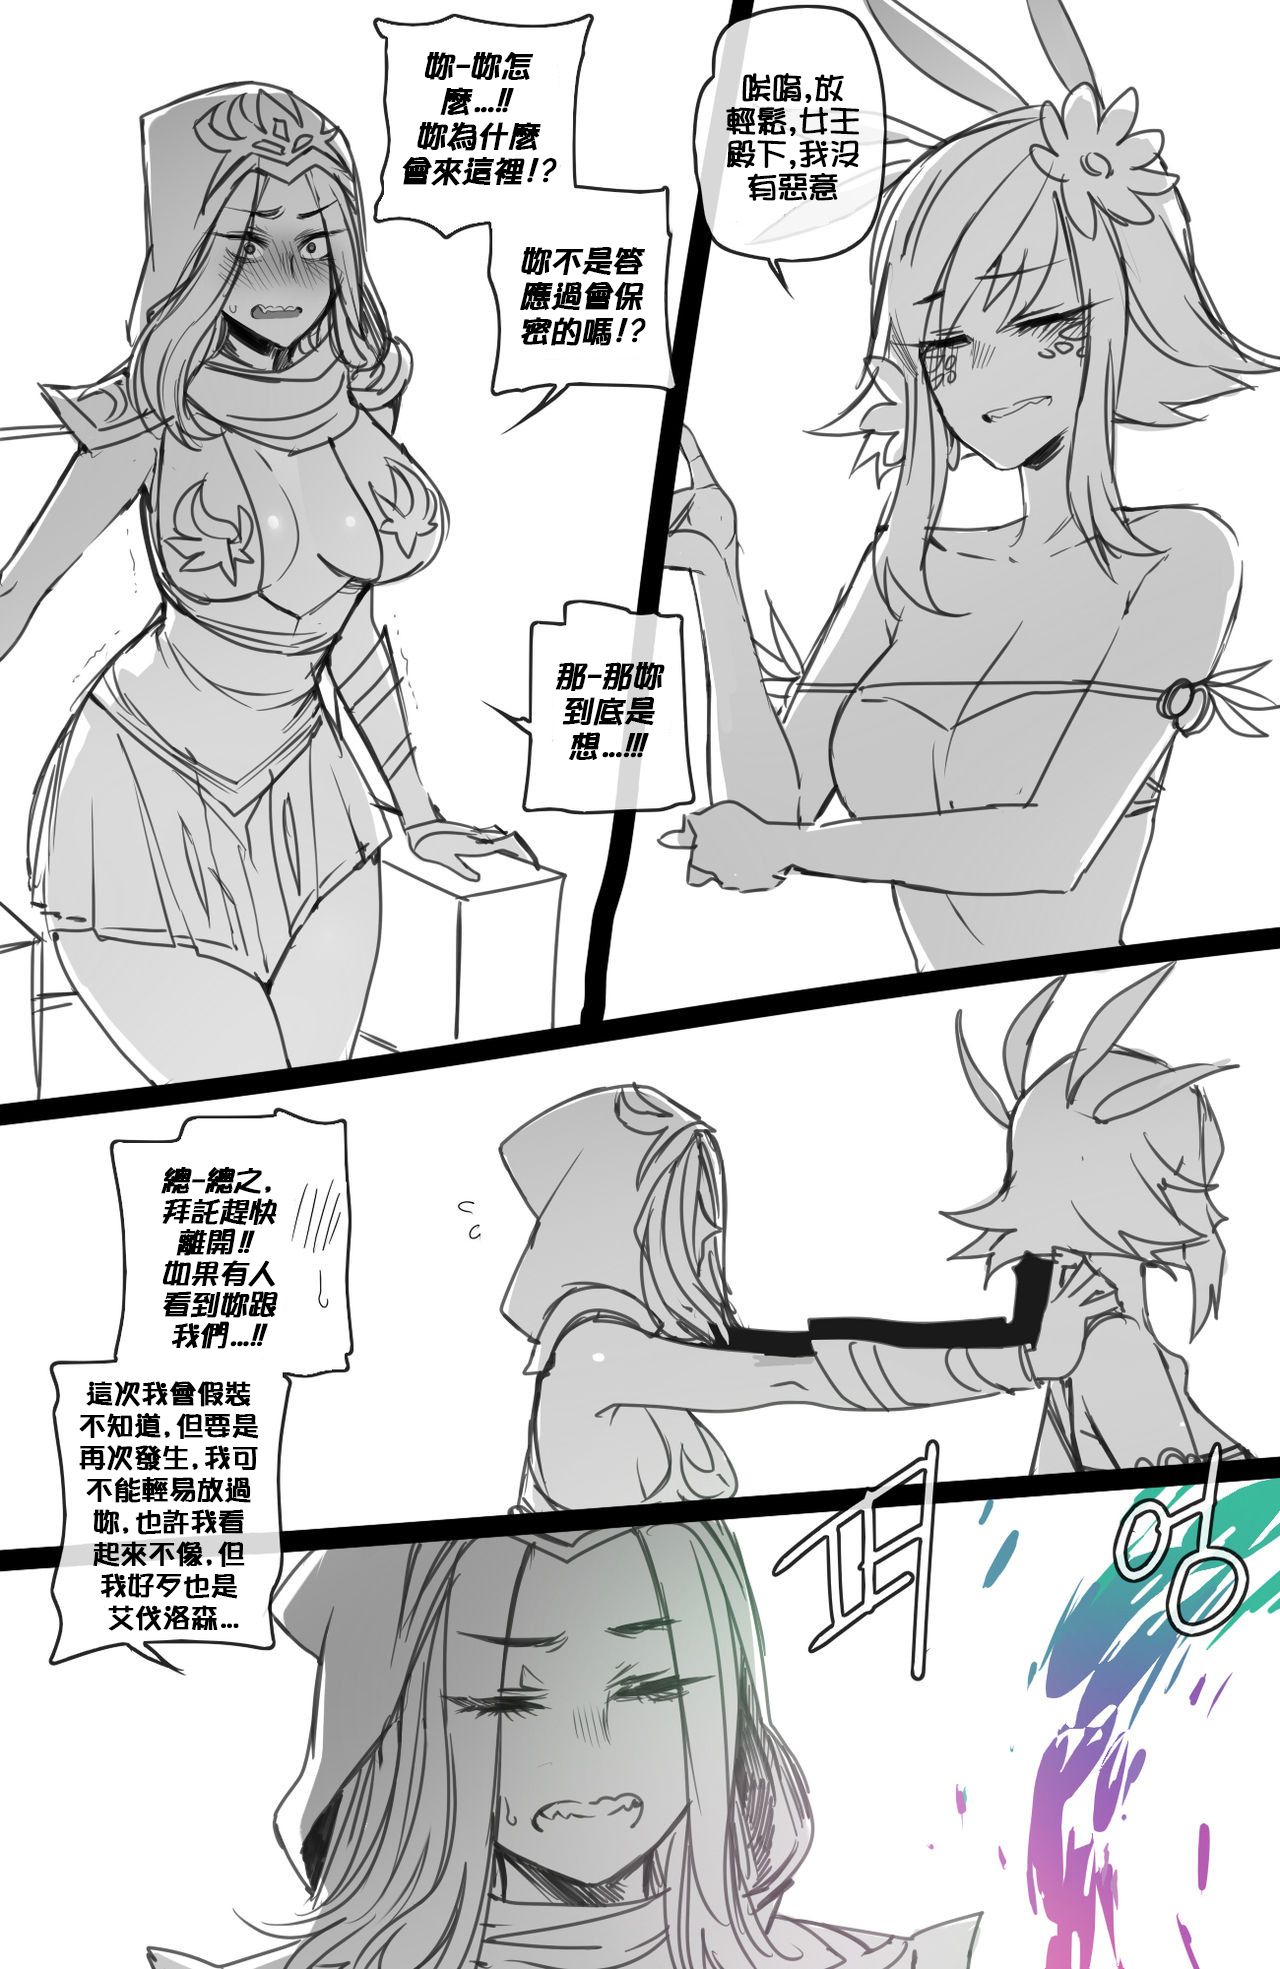 妳-妳怎
麼...!!
妳為什麼
會來這裡!?
妳不是答
應過會保
密的嗎!?
唉唷,放
輕鬆,女王
殿下,我沒
有惡意
那-那妳
到底是
想...!!!
總-總之,
拜託趕快
離開!!
如果有人
看到妳跟
我們...!!
這次我會假裝
不知道,但要是
再次發生,我可
不能輕易放過
妳,也許我看
起來不像,但
我好歹也是
艾伐洛森...
퍼엉